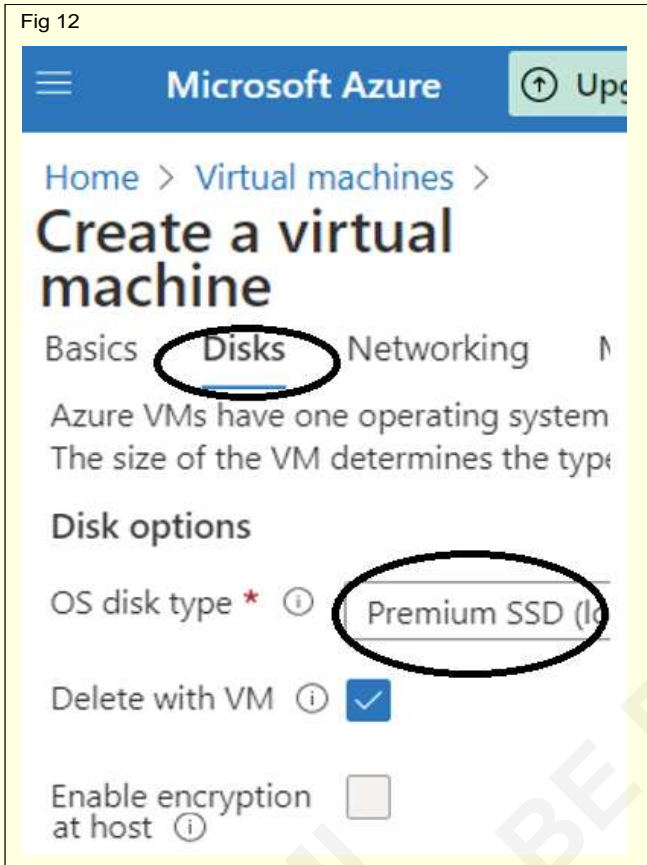 Fig 12
Microsoft Azure
Home > Virtual machines >
Create a virtual
machine
Basics Disks Networking
Azure VMs have one operating system
The size of the VM determines the
Disk options
OS disk type *
Premium SSD
Delete with VM
Enable encryption
at host